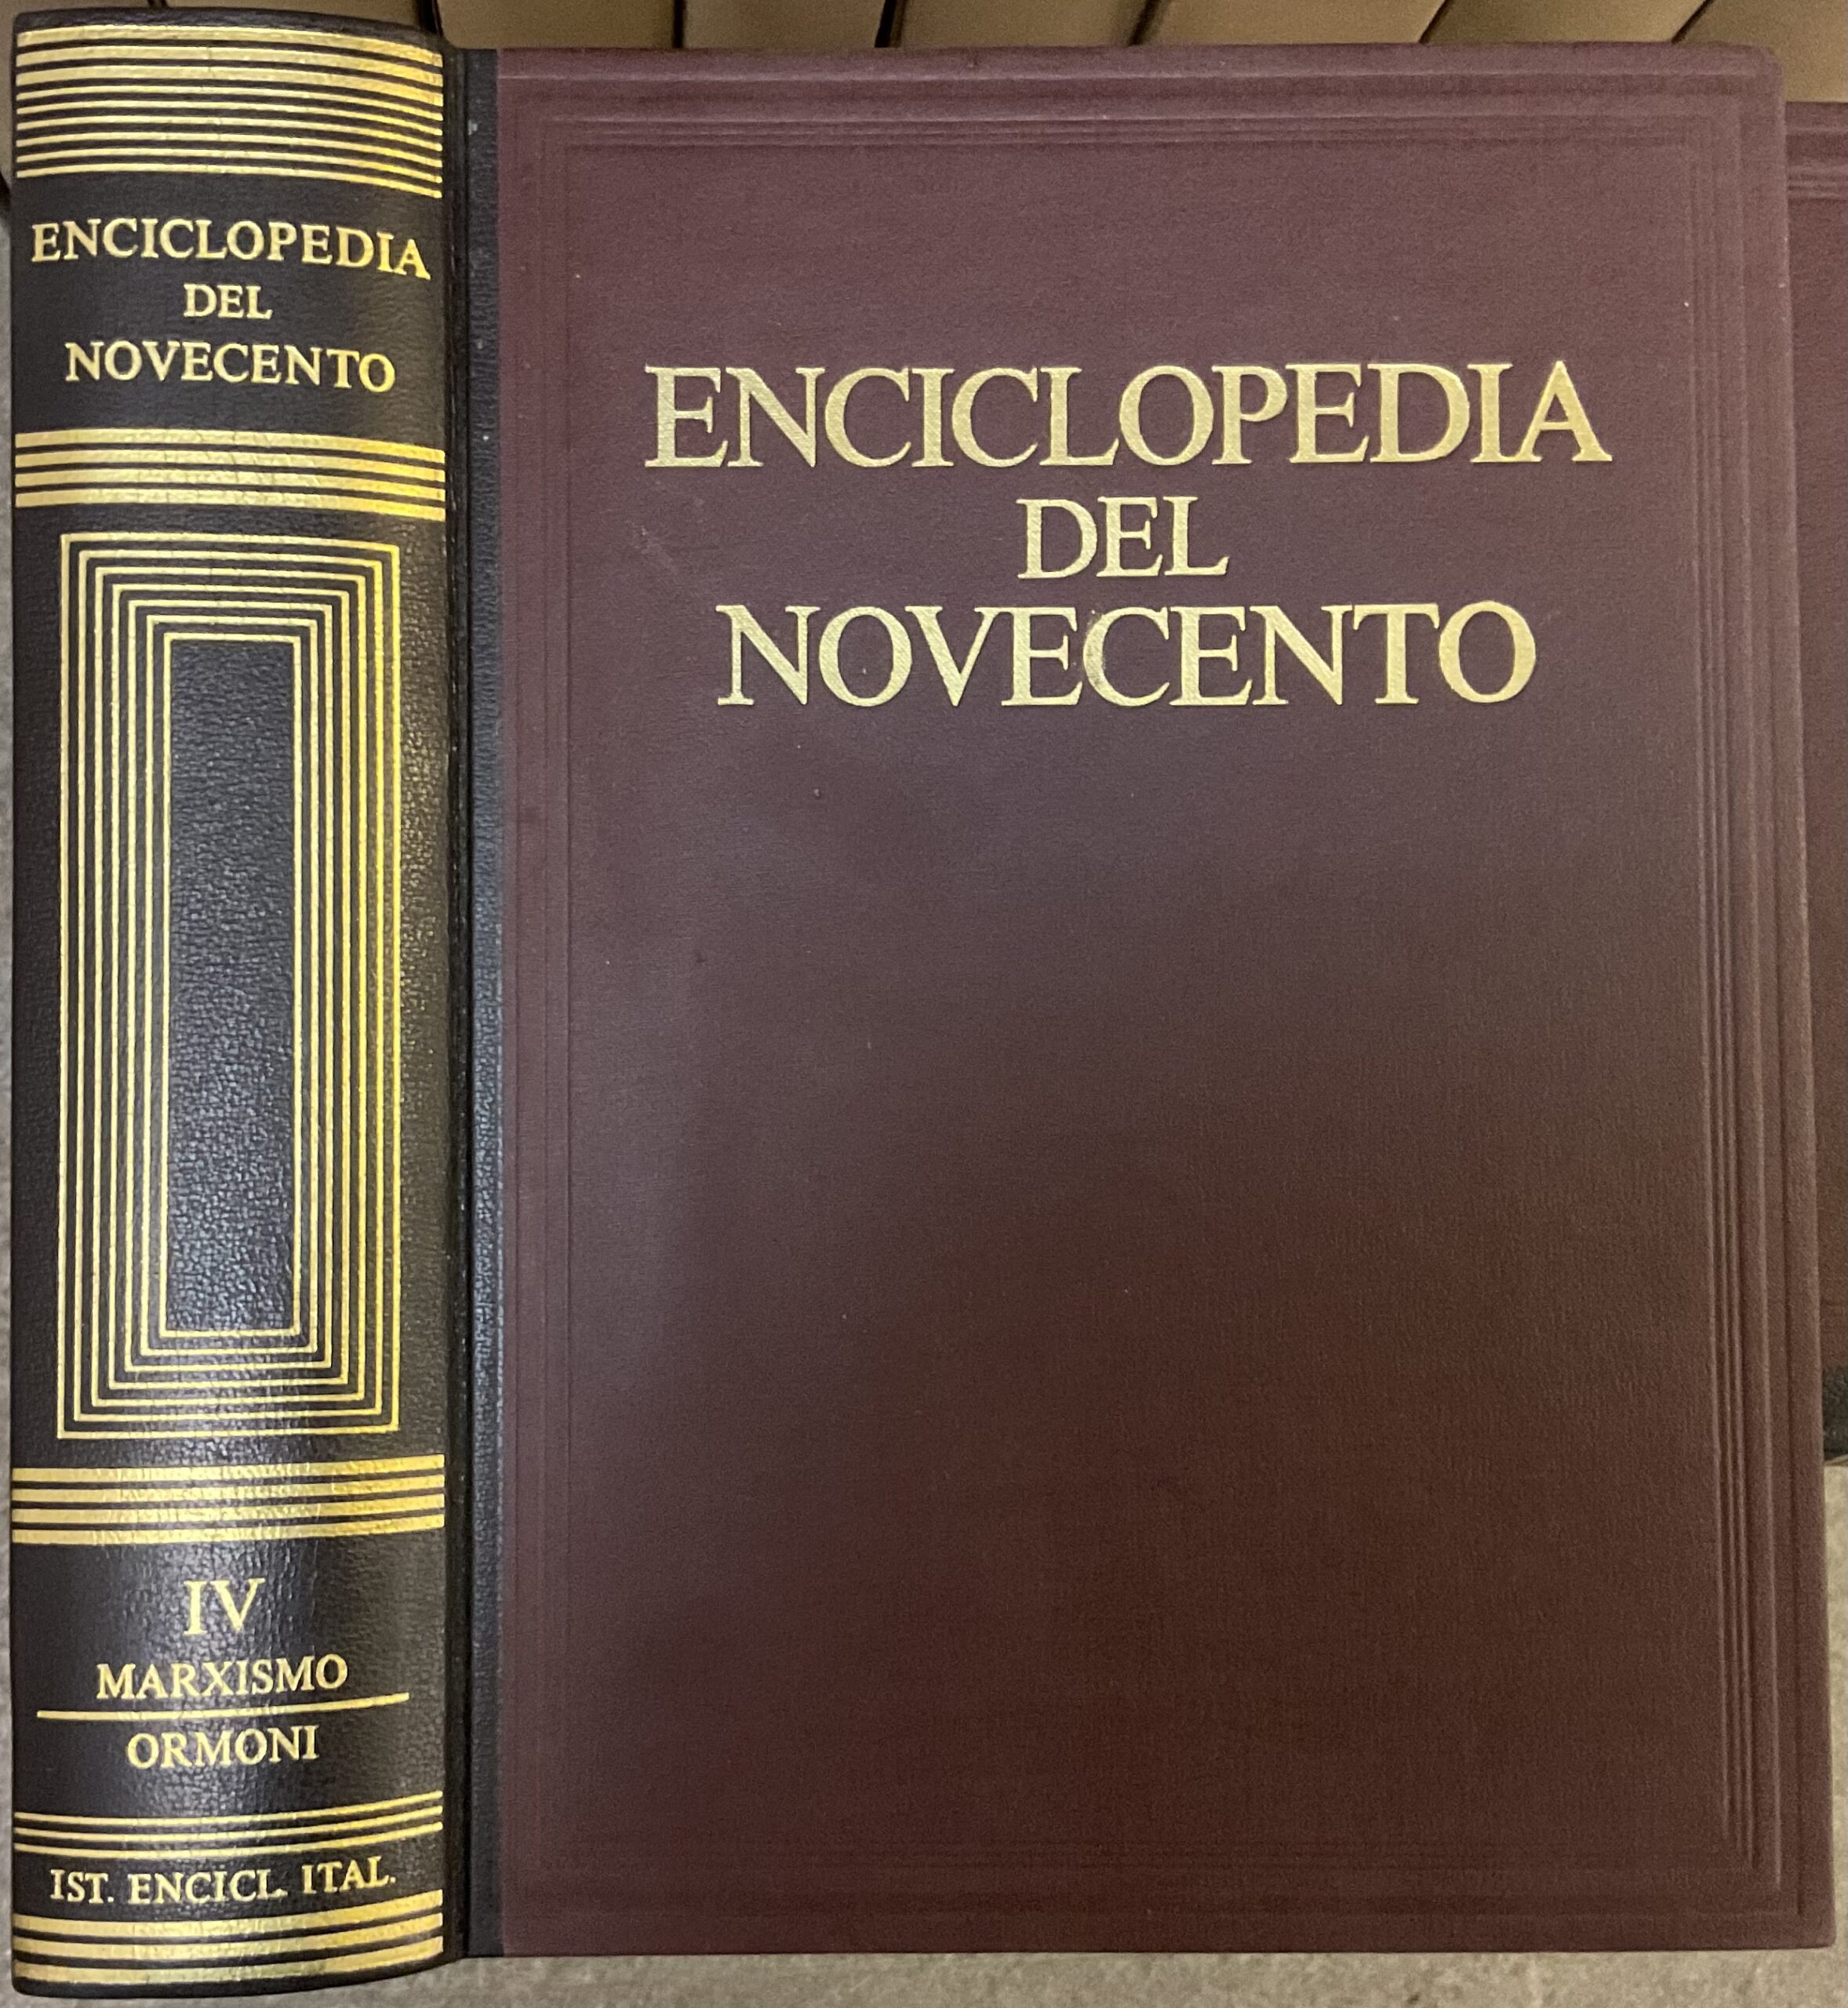 ENCICLOPEDIA
DEL
NOVECENTO
IV
MARXISMO
ORMONI
IST. ENCICL. ITAL.
ENCICLOPEDIA
DEL
NOVECENTO